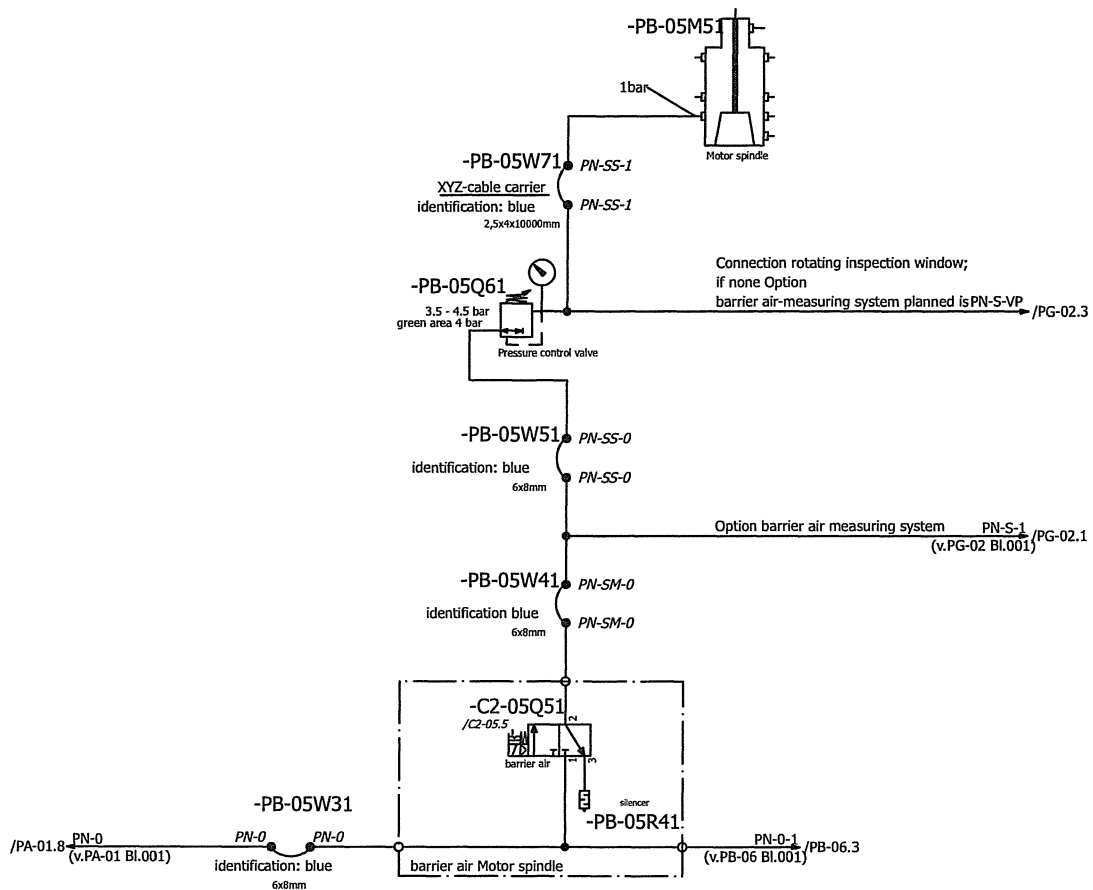 -PB-05M51
1bar
Motor spindle
-PB-05W71
PN-SS-1
XYZ-cable carrier
identification: blue
PN-SS-1
2,5x4x10000mm
Connection rotating inspection window;
if none Option
barrier air-measuring system planned is PN-S-VP
/PG-02.3
-PB-05Q61
3.5 - 4.5 bar
green area 4 bar
Pressure control valve
-PB-05W51
PN-SS-0
identification: blue
PN-SS-0
6x8mm
Option barrier air measuring system
PN-S-1
(v.PG-02 Bl.001)
/PG-02.1
-PB-05W41
PN-SM-0
identification blue
PN-SM-0
6x8mm
-C2-05Q51
/C2-05.5
2
barrier air
1
3
silencer
-PB-05R41
-PB-05W31
/PA-01.8
PN-0
(v.PA-01 Bl.001)
PN-0
PN-0
identification: blue
6x8mm
barrier air Motor spindle
PN-0-1
(v.PB-06 Bl.001)
/PB-06.3